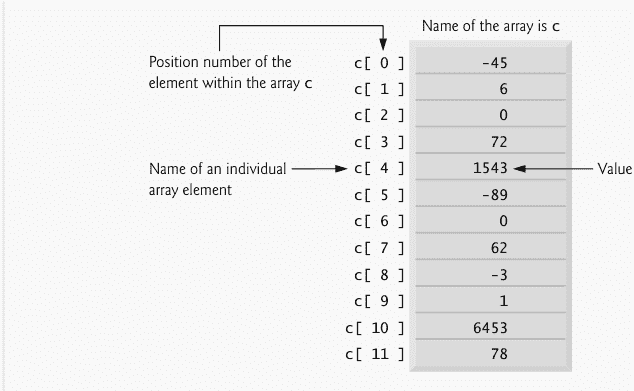 Name of the array is c
Position number of the
element within the array c
c[ 0 ] -45
c[ 1 ] 6
c[ 2 ] 0
c[ 3 ] 72
Name of an individual
array element
c[ 4 ] 1543
Value
c[ 5 ] -89
c[ 6 ] 0
c[ 7 ] 62
c[ 8 ] -3
c[ 9 ] 1
c[ 10 ] 6453
c[ 11 ] 78